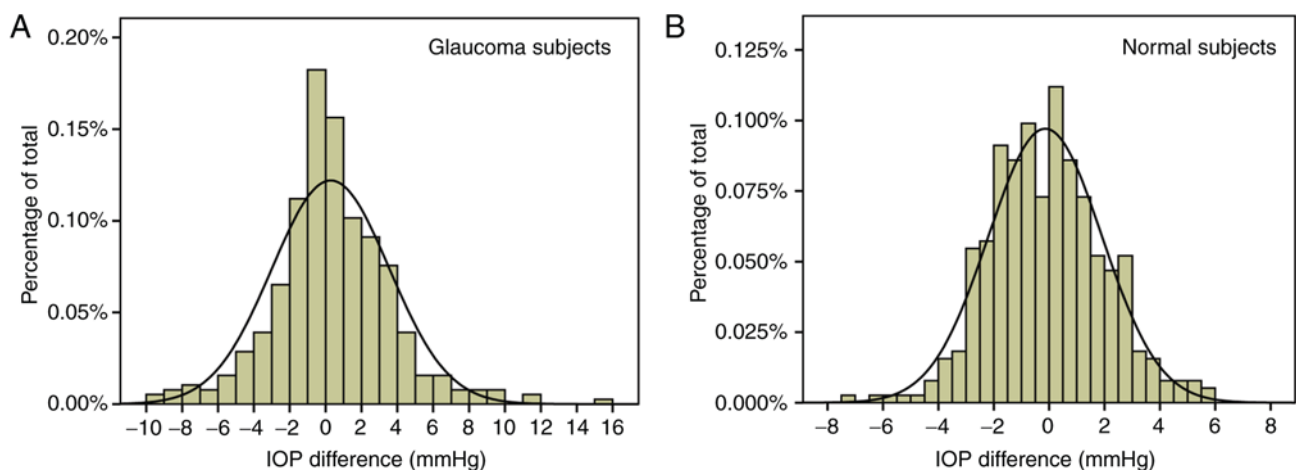 A
Glaucoma subjects
Percentage of total
0.20%
0.15%
0.10%
0.05%
0.00%
−10 −8 −6 −4 −2 0 2 4 6 8 10 12 14 16
IOP difference (mmHg)
B
Normal subjects
Percentage of total
0.125%
0.100%
0.075%
0.050%
0.025%
0.000%
−8 −6 −4 −2 0 2 4 6 8
IOP difference (mmHg)